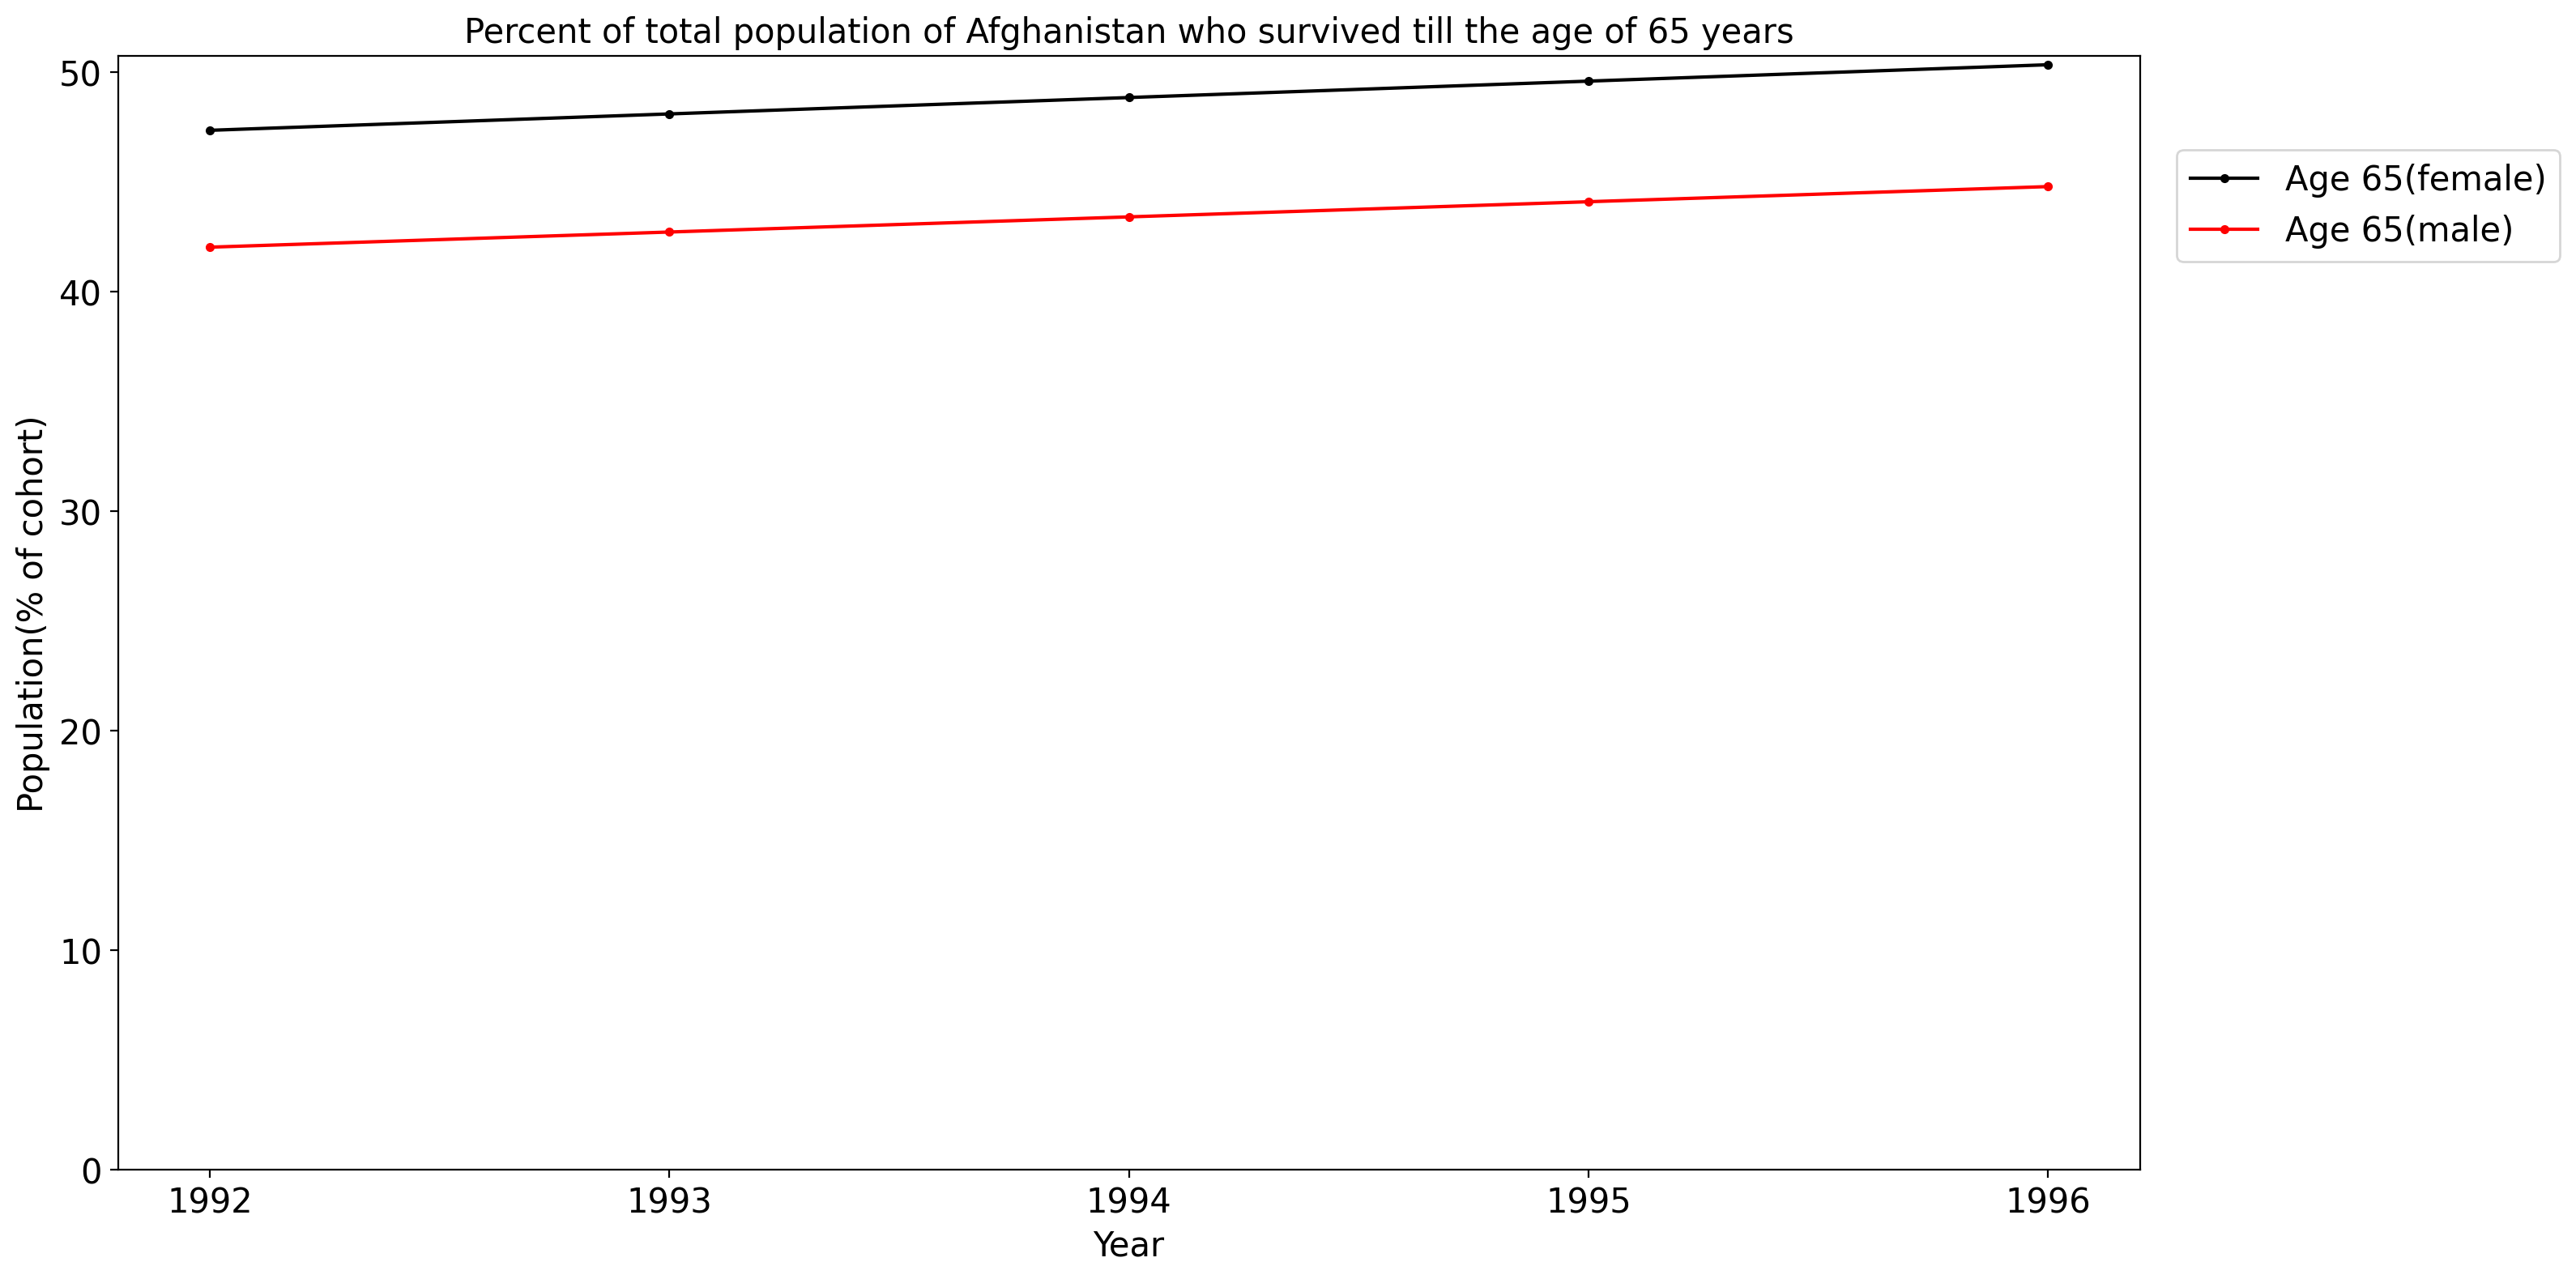 Percent of total population of Afghanistan who survived till the age of 65 years
50
40
30
20
10
0
Population(% of cohort)
1992 1993 1994 1995 1996
Year
Age 65(female)
Age 65(male)